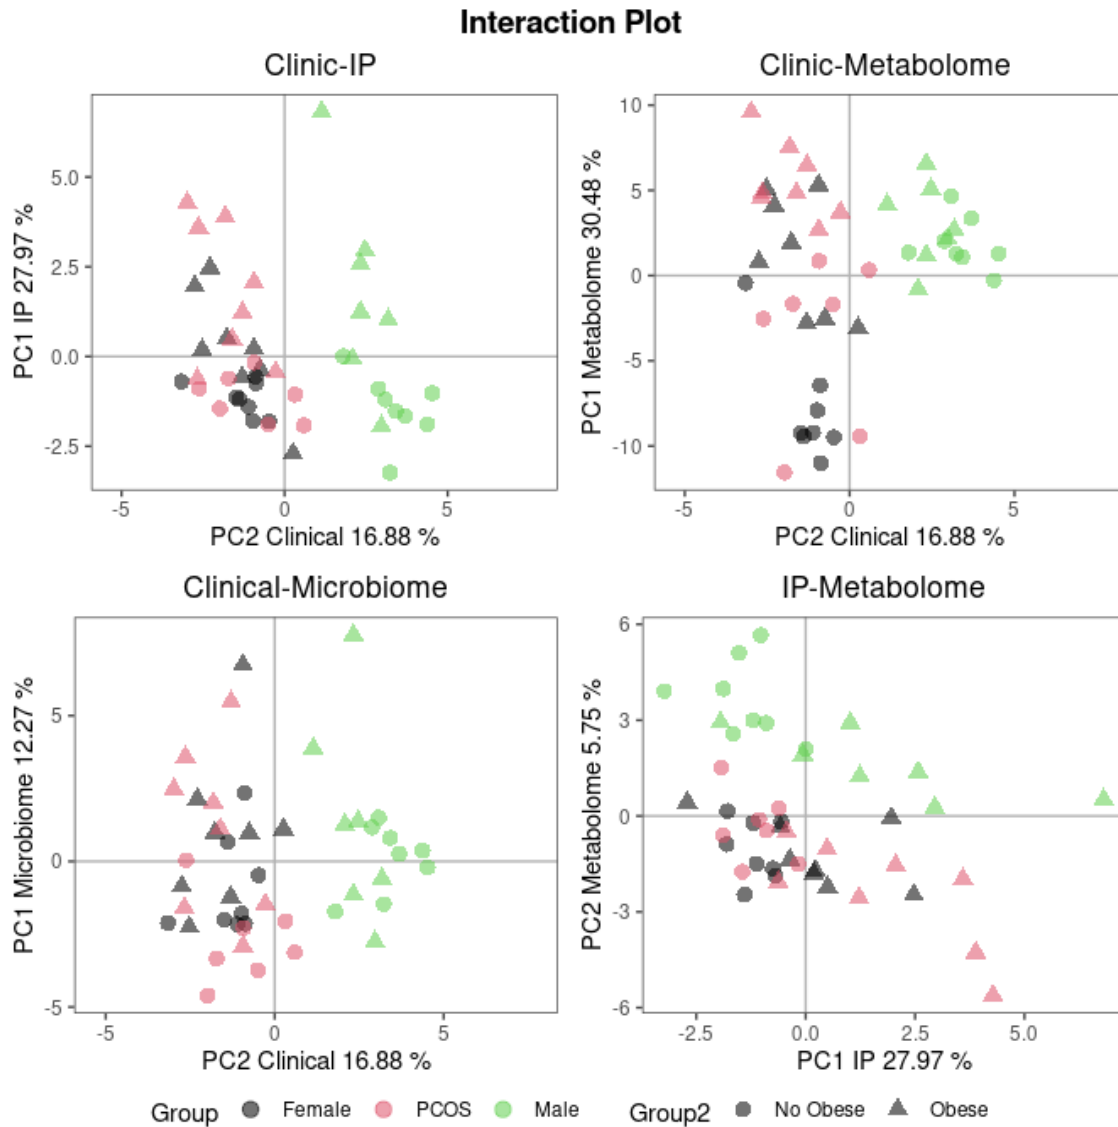 Interaction Plot
Clinic-IP
PC1 IP 27.97 %
5.0
2.5
0.0
-2.5
-5
0
5
PC2 Clinical 16.88 %
Clinic-Metabolome
PC1 Metabolome 30.48 %
10
5
0
-5
-10
-5
0
5
PC2 Clinical 16.88 %
Clinical-Microbiome
PC1 Microbiome 12.27 %
5
0
-5
-5
0
5
PC2 Clinical 16.88 %
IP-Metabolome
PC2 Metabolome 5.75 %
6
3
0
-3
-6
-2.5
0.0
2.5
5.0
PC1 IP 27.97 %
Group Female PCOS Male Group2 No Obese Obese